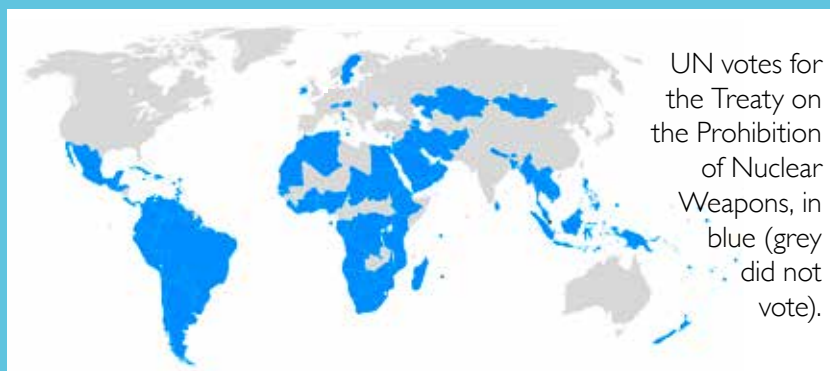 UN votes for
the Treaty on
the Prohibition
of Nuclear
Weapons, in
blue (grey
did not
vote).